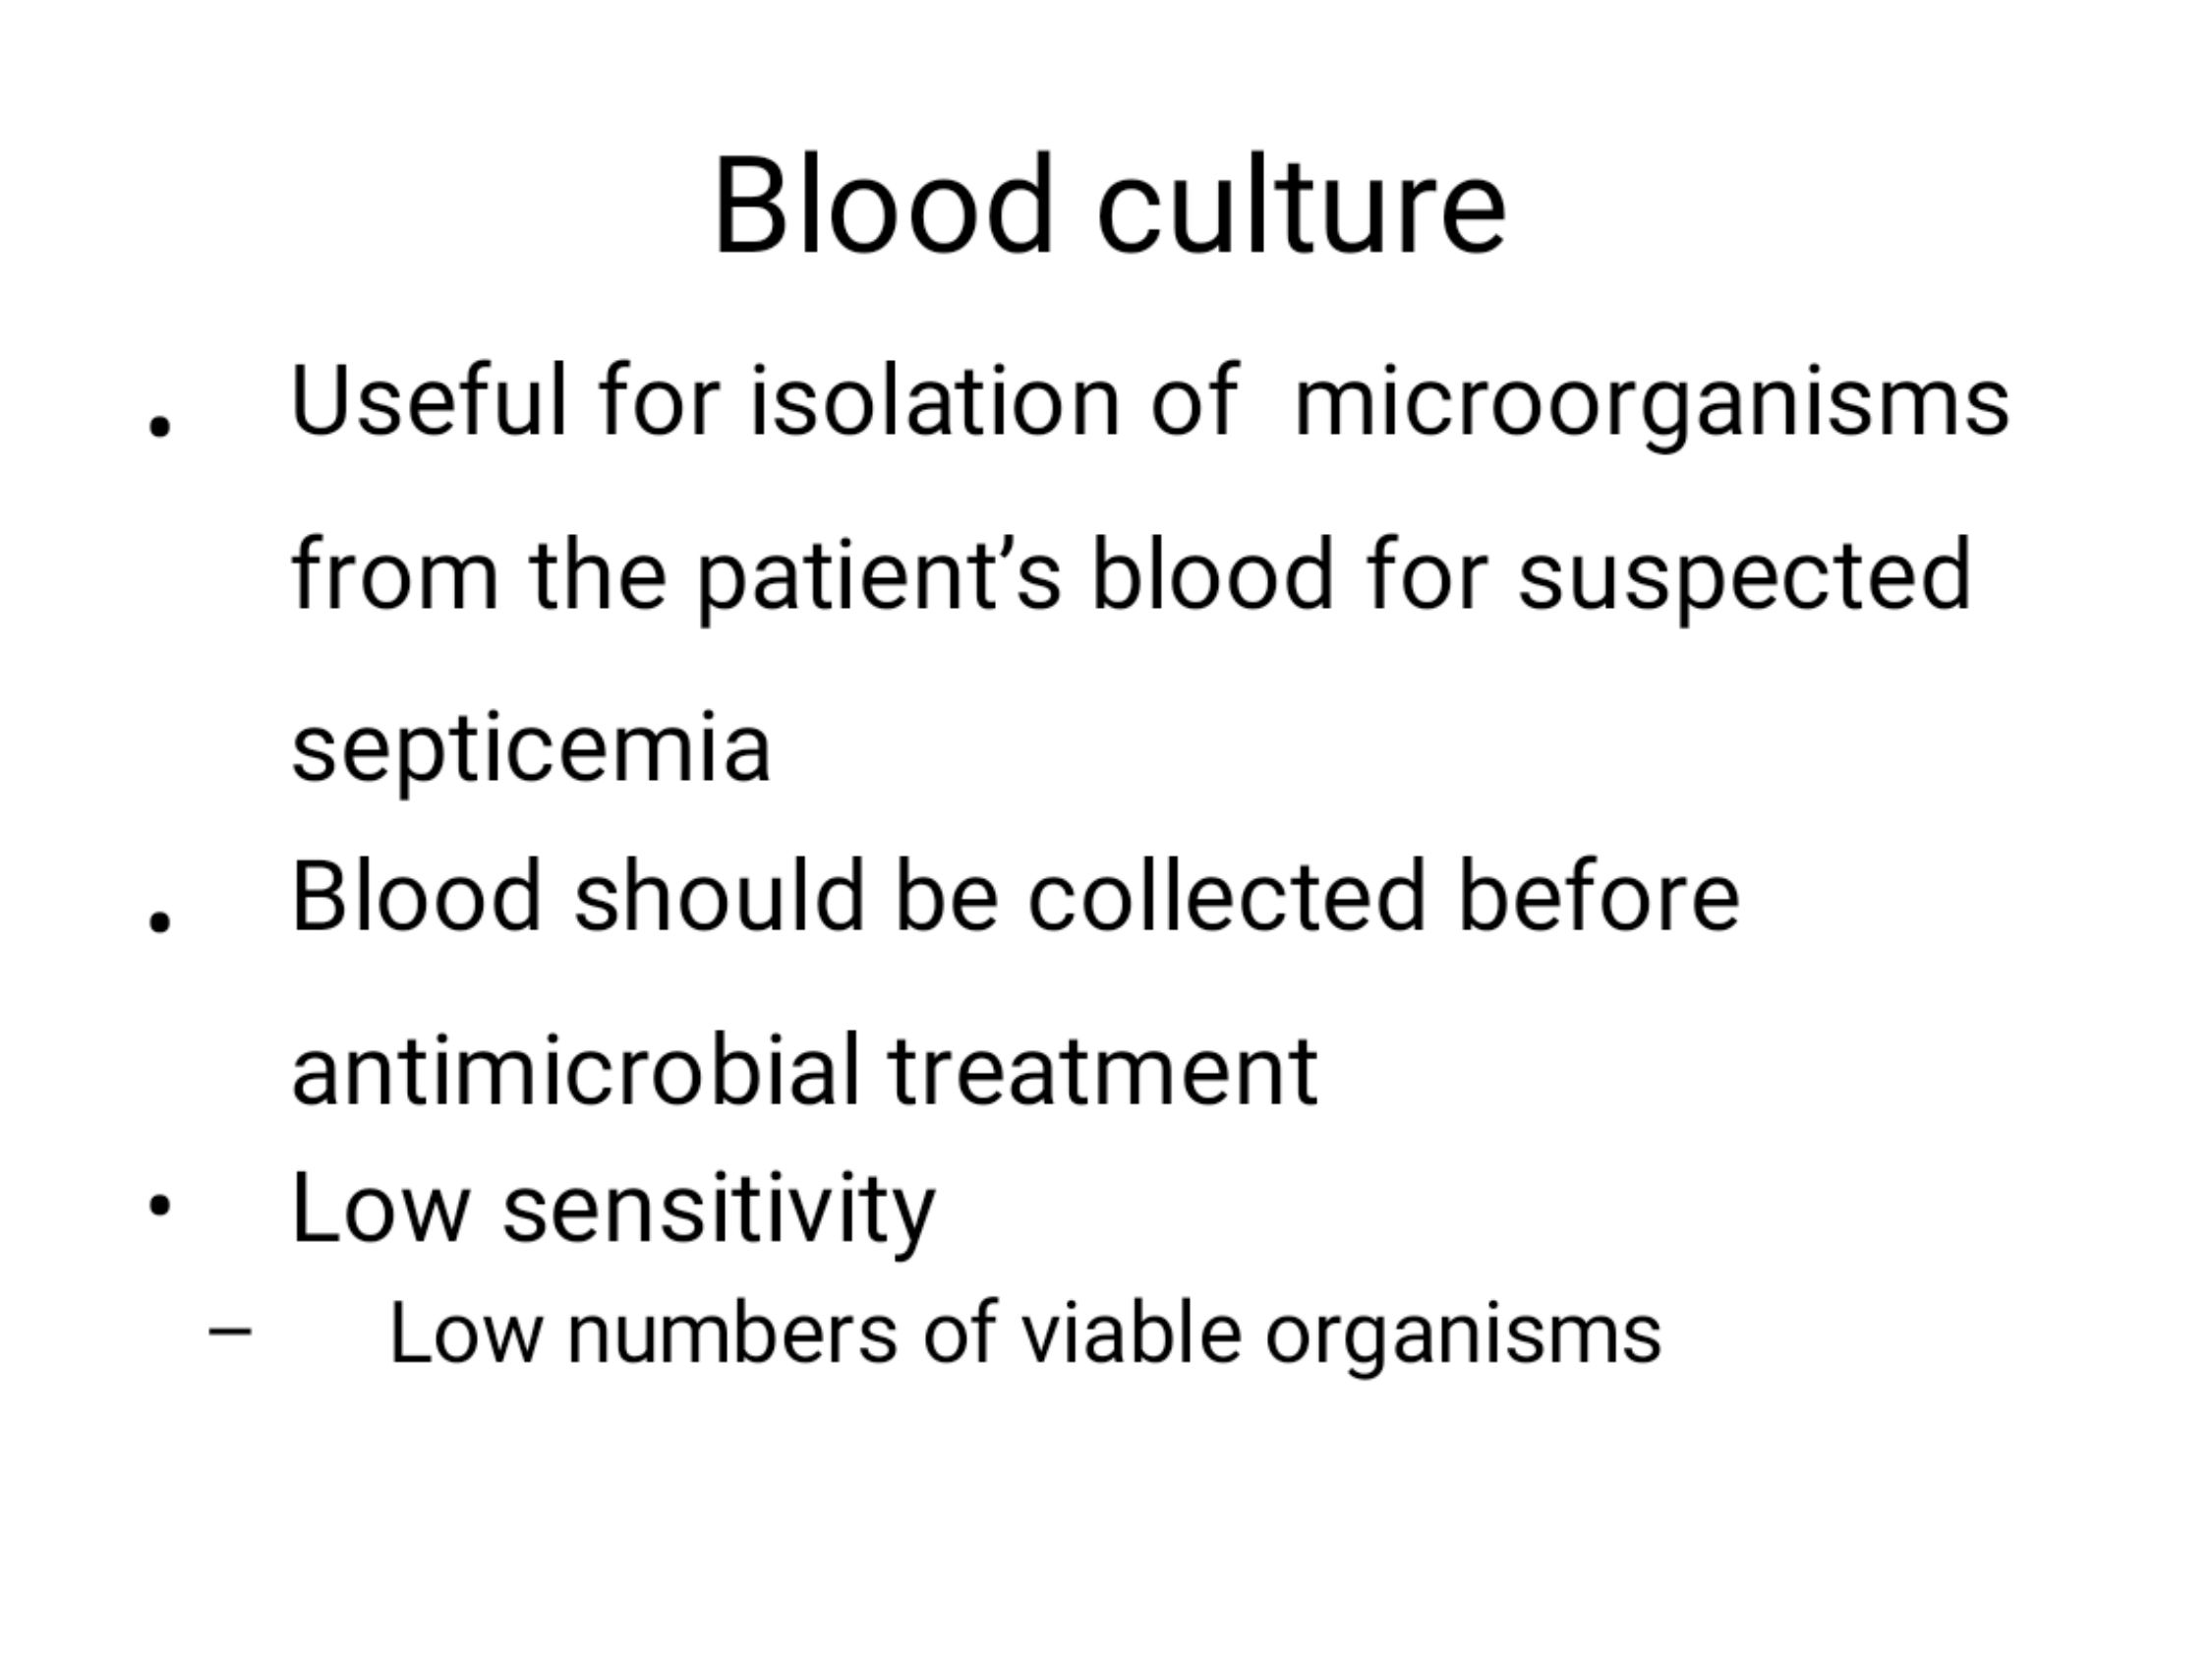 Blood culture
• Useful for isolation of  microorganisms
from the patient’s blood for suspected
septicemia
• Blood should be collected before
antimicrobial treatment
• Low sensitivity
– Low numbers of viable organisms